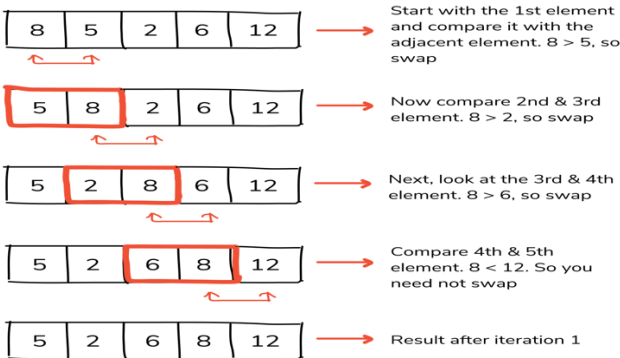 8 5 2 6 12
Start with the 1st element
and compare it with the
adjacent element. 8 > 5, so
swap
5 8 2 6 12
Now compare 2nd & 3rd
element. 8 > 2, so swap
5 2 8 6 12
Next, look at the 3rd & 4th
element. 8 > 6, so swap
5 2 6 8 12
Compare 4th & 5th
element. 8 < 12. So you
need not swap
5 2 6 8 12
Result after iteration 1